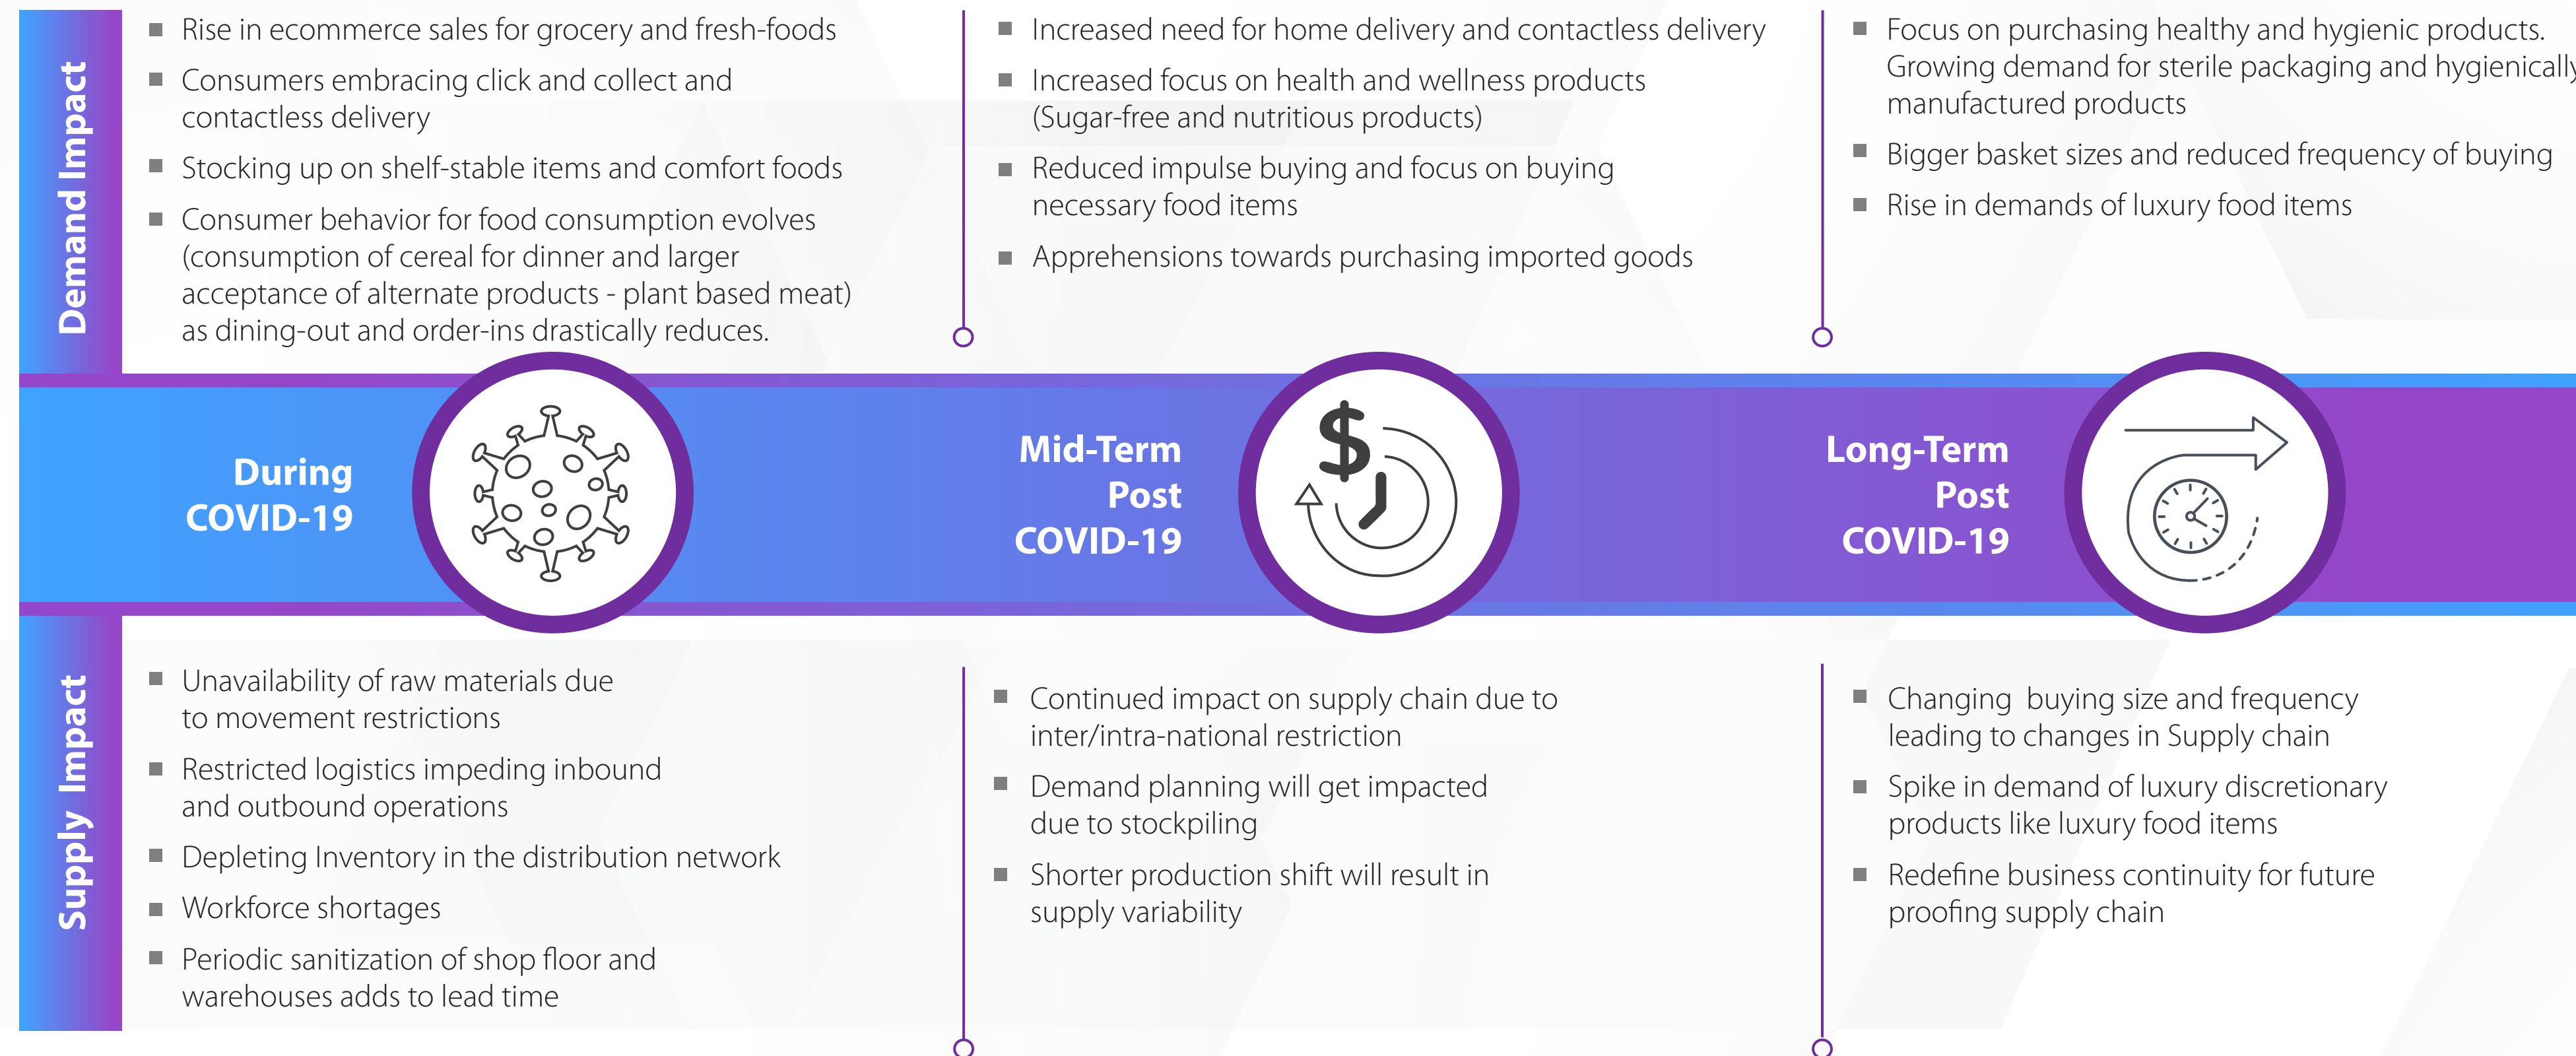 Demand Impact
Rise in ecommerce sales for grocery and fresh-foods
Consumers embracing click and collect and
contactless delivery
Stocking up on shelf-stable items and comfort foods
Consumer behavior for food consumption evolves
(consumption of cereal for dinner and larger
acceptance of alternate products - plant based meat)
as dining-out and order-ins drastically reduces.
Increased need for home delivery and contactless delivery
Increased focus on health and wellness products
(Sugar-free and nutritious products)
Reduced impulse buying and focus on buying
necessary food items
Apprehensions towards purchasing imported goods
Focus on purchasing healthy and hygienic products.
Growing demand for sterile packaging and hygienically
manufactured products
Bigger basket sizes and reduced frequency of buying
Rise in demands of luxury food items
During
COVID-19
$
Mid-Term
Post
COVID-19
Long-Term
Post
COVID-19
Supply Impact
Unavailability of raw materials due
to movement restrictions
Restricted logistics impeding inbound
and outbound operations
Depleting Inventory in the distribution network
Workforce shortages
Periodic sanitization of shop floor and
warehouses adds to lead time
Continued impact on supply chain due to
inter/intra-national restriction
Demand planning will get impacted
due to stockpiling
Shorter production shift will result in
supply variability
Changing  buying size and frequency
leading to changes in Supply chain
Spike in demand of luxury discretionary
products like luxury food items
Redefine business continuity for future
proofing supply chain